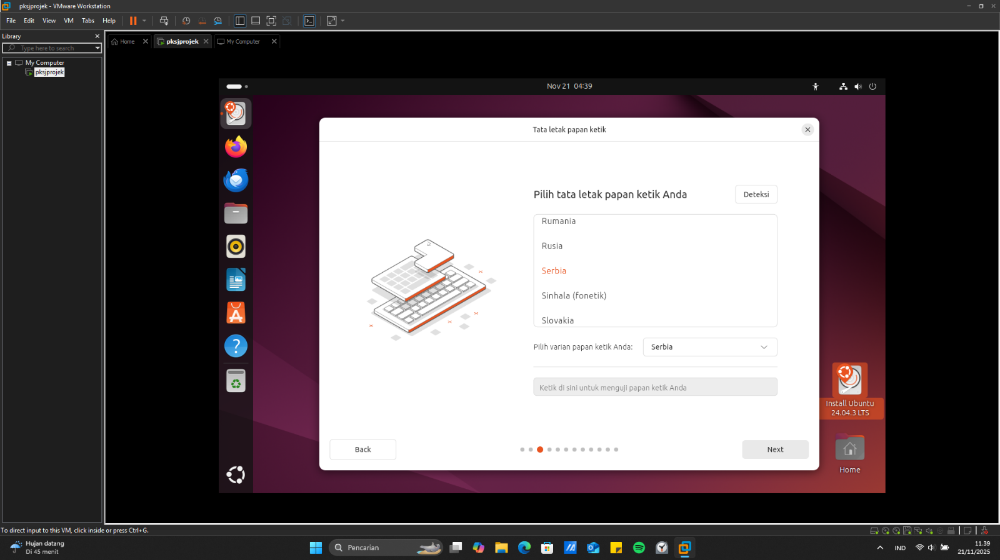 pksjprojek - VMware Workstation
File Edit View VM Tabs Help
Library
Type here to search
My Computer
pksjprojek
Home
pksjprojek
My Computer
Nov 21 04:39
Tata letak papan ketik
Pilih tata letak papan ketik Anda
Deteksi
Rumania
Rusia
Serbia
Sinhala (fonetik)
Slovakia
Pilih varian papan ketik Anda:
Serbia
Ketik di sini untuk menguji papan ketik Anda
Back
Next
Install Ubuntu
24.04.3 LTS
Home
To direct input to this VM, click inside or press Ctrl+G.
Hujan datang
Di 45 menit
Pencarian
IND
11.39
21/11/2025